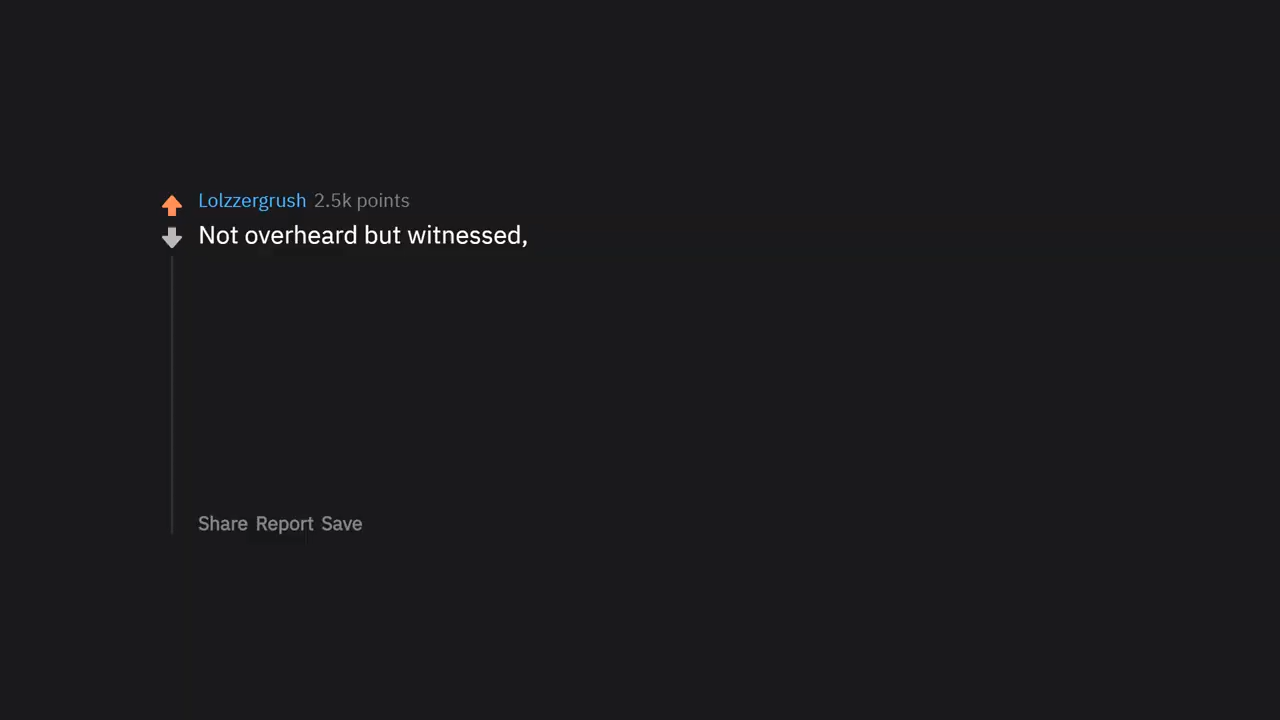 Lolzzergrush 2.5k points
Not overheard but witnessed,
Share Report Save